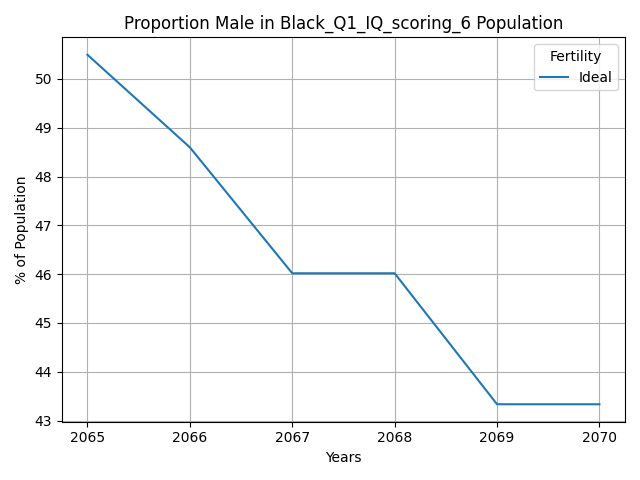 Proportion Male in Black_Q1_IQ_scoring_6 Population
Fertility
Ideal
% of Population
50
49
48
47
46
45
44
43
2065 2066 2067 2068 2069 2070
Years